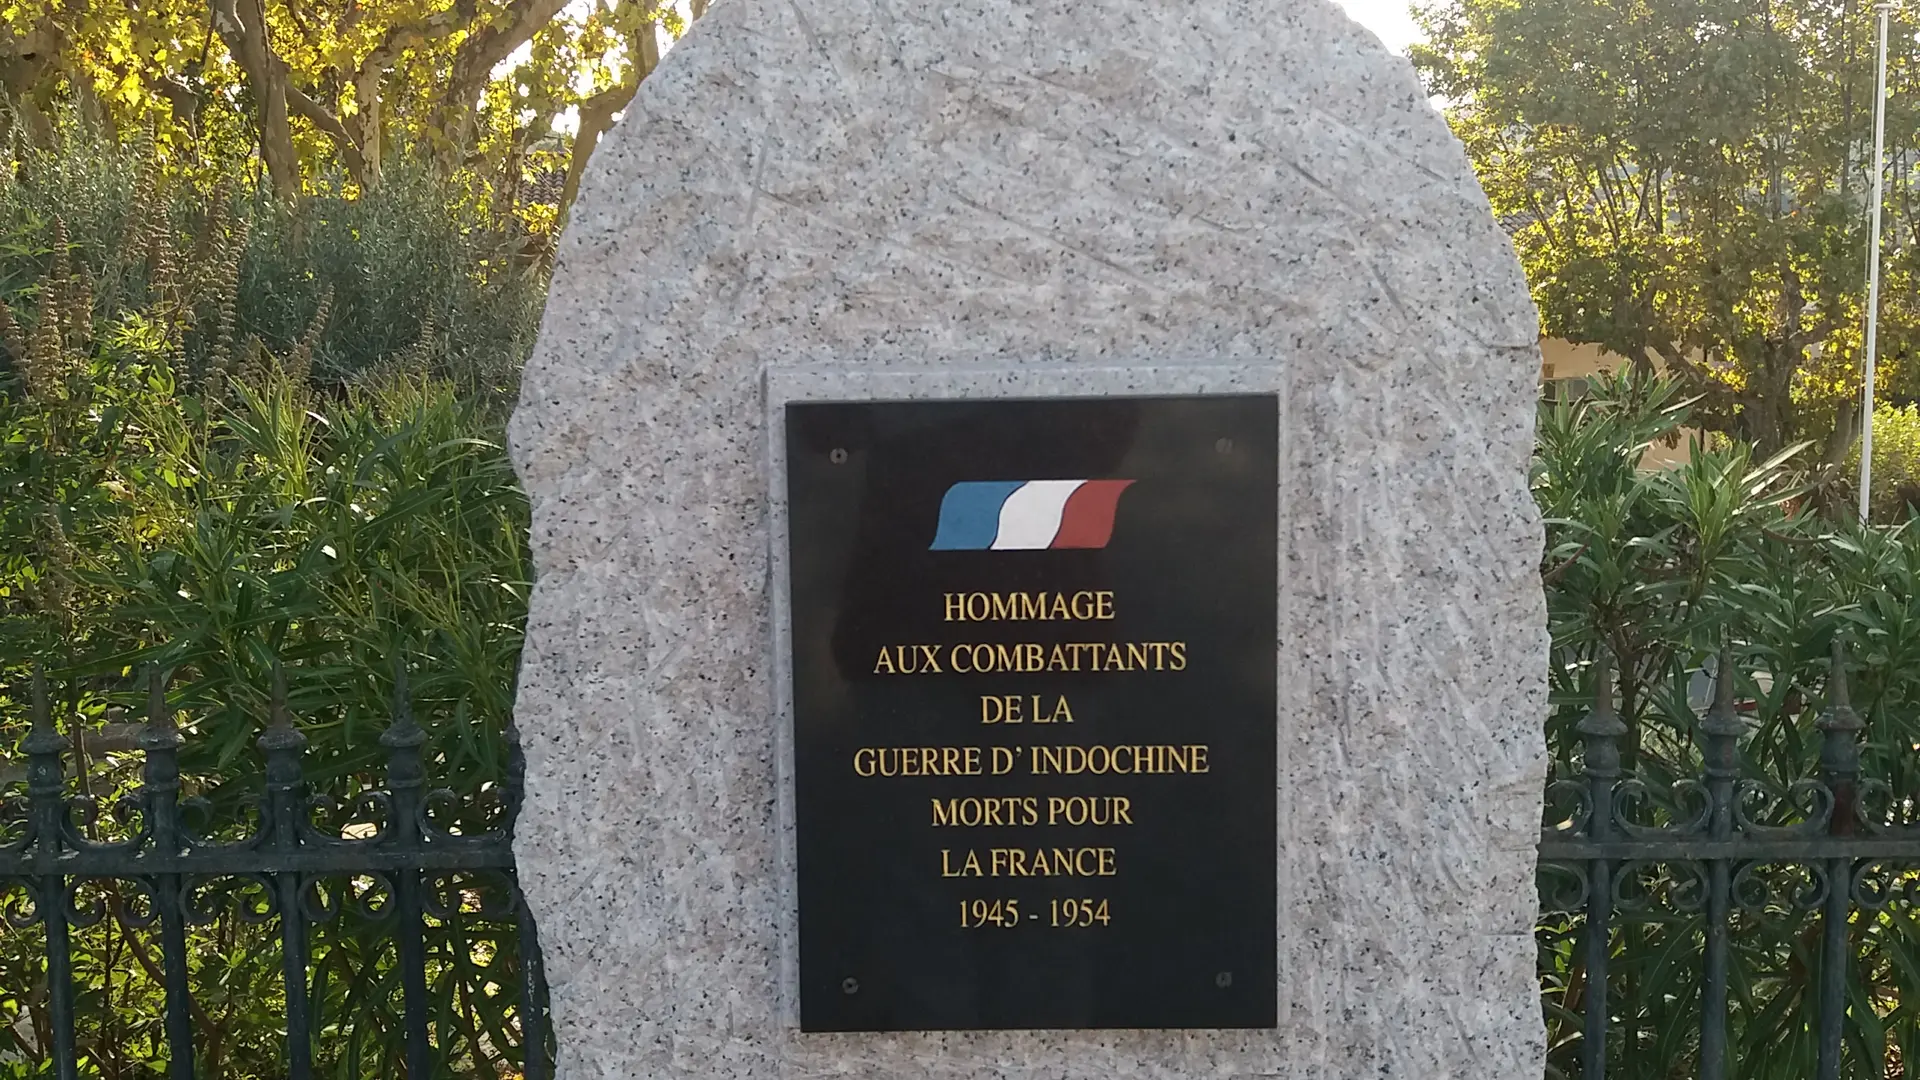 HOMMAGE
AUX COMBATTANTS
DE LA
GUERRE D' INDOCHINE
MORTS POUR
LA FRANCE
1945 - 1954